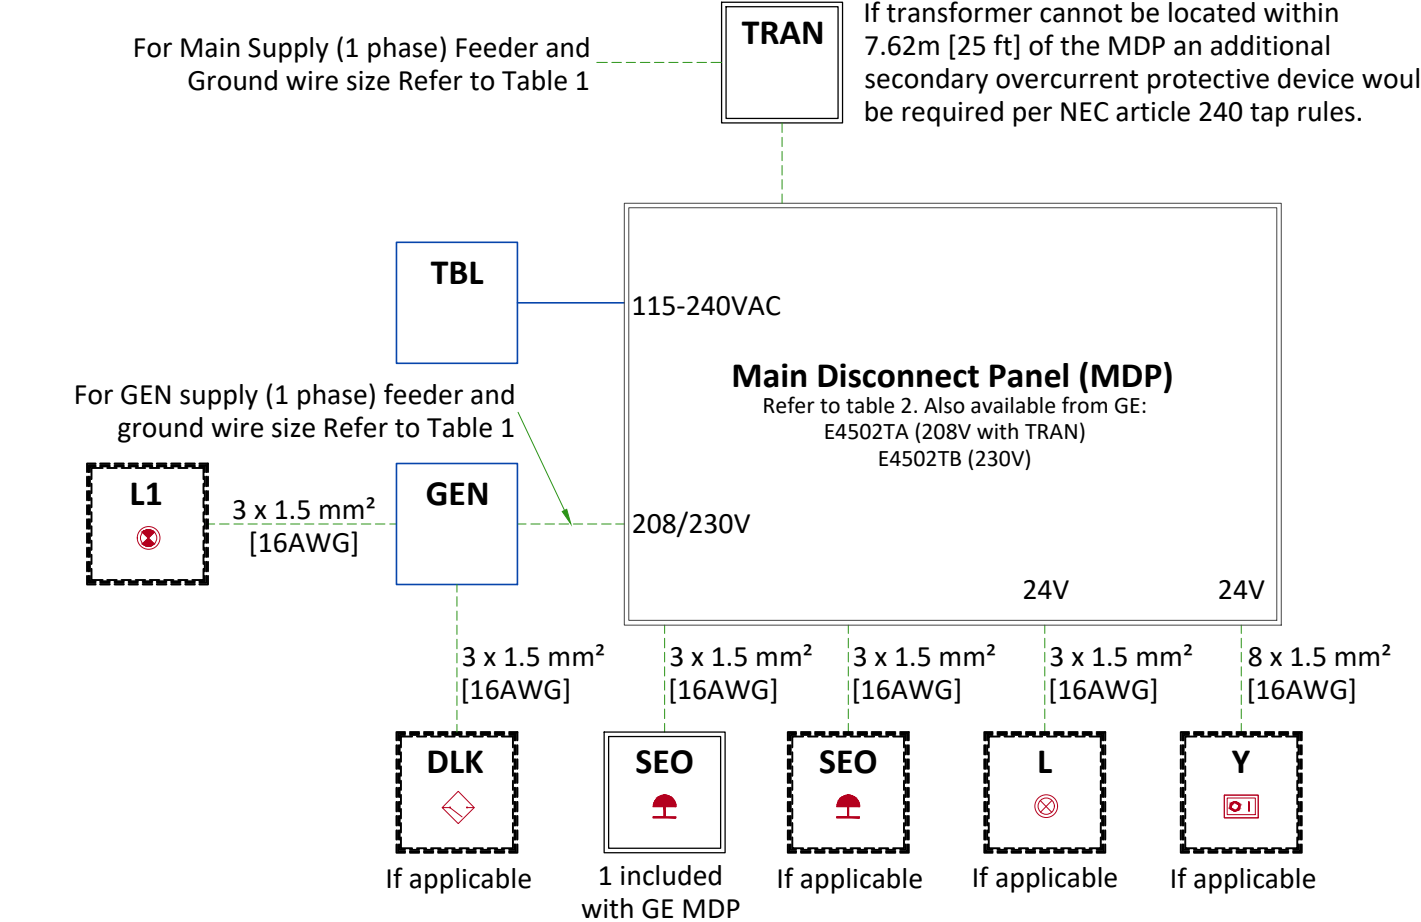 For Main Supply (1 phase) Feeder and
Ground wire size Refer to Table 1
TRAN
If transformer cannot be located within
7.62m [25 ft] of the MDP an additional
secondary overcurrent protective device woul
be required per NEC article 240 tap rules.
TBL
115-240VAC
Main Disconnect Panel (MDP)
Refer to table 2. Also available from GE:
E4502TA (208V with TRAN)
E4502TB (230V)
For GEN supply (1 phase) feeder and
ground wire size Refer to Table 1
L1
3 x 1.5 mm²
[16AWG]
GEN
208/230V
24V
24V
3 x 1.5 mm²
[16AWG]
3 x 1.5 mm²
[16AWG]
3 x 1.5 mm²
[16AWG]
3 x 1.5 mm²
[16AWG]
8 x 1.5 mm²
[16AWG]
DLK
If applicable
SEO
1 included
with GE MDP
SEO
If applicable
L
If applicable
Y
If applicable